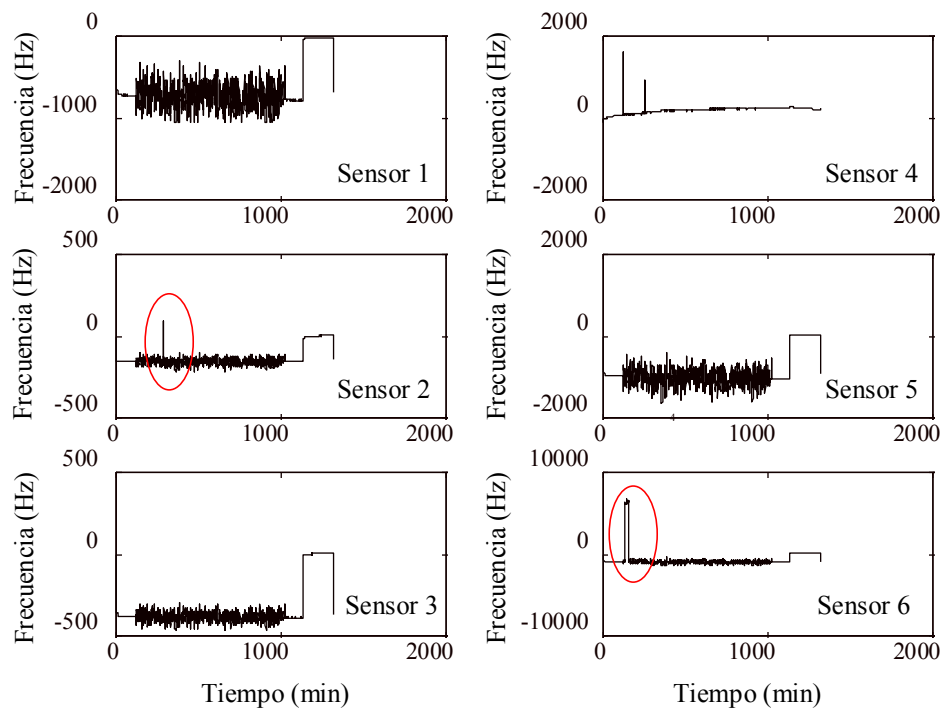 0
-1000
-2000
Frecuencia (Hz)
Sensor 1
0
1000
2000
2000
0
-2000
Frecuencia (Hz)
Sensor 4
0
1000
2000
500
0
-500
Frecuencia (Hz)
Sensor 2
0
1000
2000
2000
0
-2000
Frecuencia (Hz)
Sensor 5
0
1000
2000
500
0
-500
Frecuencia (Hz)
Sensor 3
0
1000
2000
Tiempo (min)
10000
0
-10000
Frecuencia (Hz)
Sensor 6
0
1000
2000
Tiempo (min)